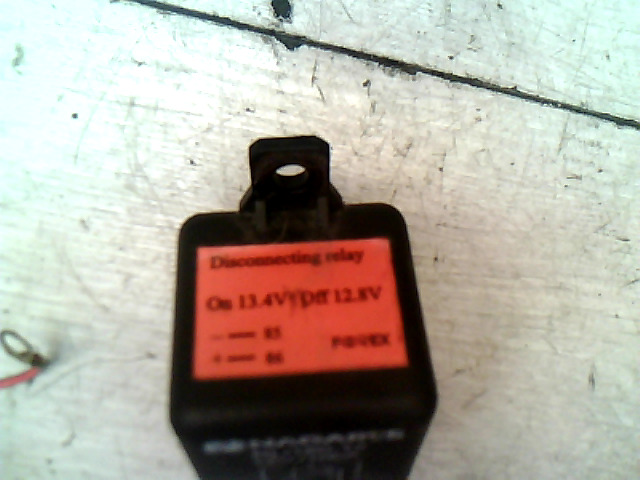 Disconnecting relay
On 13.4V Off 12.8V
- — 85
+ — 86